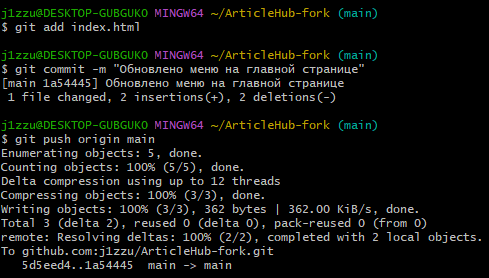 j1zzu@DESKTOP-GUBGUKO MINGW64 ~/ArticleHub-fork (main)
$ git add index.html
j1zzu@DESKTOP-GUBGUKO MINGW64 ~/ArticleHub-fork (main)
$ git commit -m "Обновлено меню на главной странице"
[main 1a54445] Обновлено меню на главной странице
 1 file changed, 2 insertions(+), 2 deletions(-)
j1zzu@DESKTOP-GUBGUKO MINGW64 ~/ArticleHub-fork (main)
$ git push origin main
Enumerating objects: 5, done.
Counting objects: 100% (5/5), done.
Delta compression using up to 12 threads
Compressing objects: 100% (3/3), done.
Writing objects: 100% (3/3), 362 bytes | 362.00 KiB/s, done.
Total 3 (delta 2), reused 0 (delta 0), pack-reused 0 (from 0)
remote: Resolving deltas: 100% (2/2), completed with 2 local objects.
To github.com:j1zzu/ArticleHub-fork.git
   5d5eed4..1a54445  main -> main